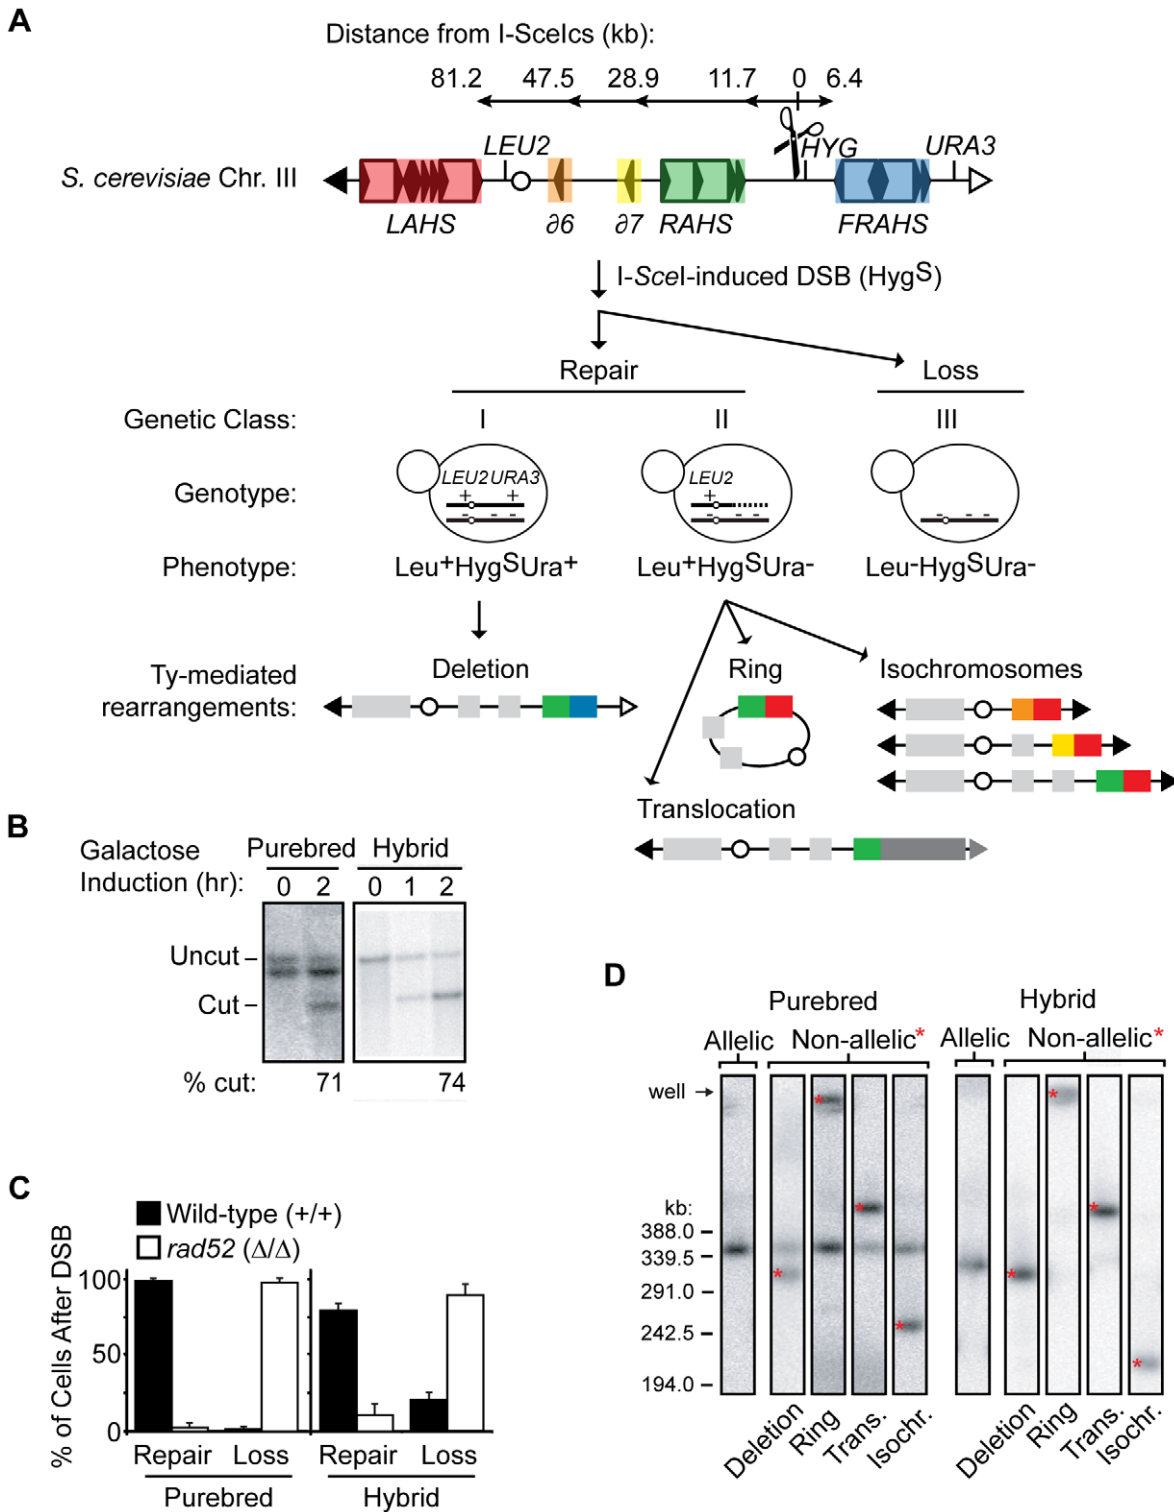 A
Distance from I-SceIcs (kb):
81.2 47.5 28.9 11.7 0 6.4
LEU2 HYG URA3
S. cerevisiae Chr. III
LAHS ∂6 ∂7 RAHS FRAHS
I-SceI-induced DSB (HygS)
Repair Loss
Genetic Class: I II III
Genotype: LEU2 URA3 LEU2
+ + +
- - - - - - - - -
Phenotype: Leu+HygSUra+ Leu+HygSUra- Leu-HygSUra-
Ty-mediated rearrangements: Deletion Ring Isochromosomes
Translocation
B
Galactose Induction (hr):
Purebred Hybrid
0 2 0 1 2
Uncut
Cut
% cut: 71 74
C
Wild-type (+/+)
rad52 (Δ/Δ)
% of Cells After DSB
100
50
0
Repair Loss Repair Loss
Purebred Hybrid
D
Purebred Hybrid
Allelic Non-allelic* Allelic Non-allelic*
well
* * * * * * * *
kb:
388.0
339.5
291.0
242.5
194.0
Deletion Ring Trans. Isochr. Deletion Ring Trans. Isochr.